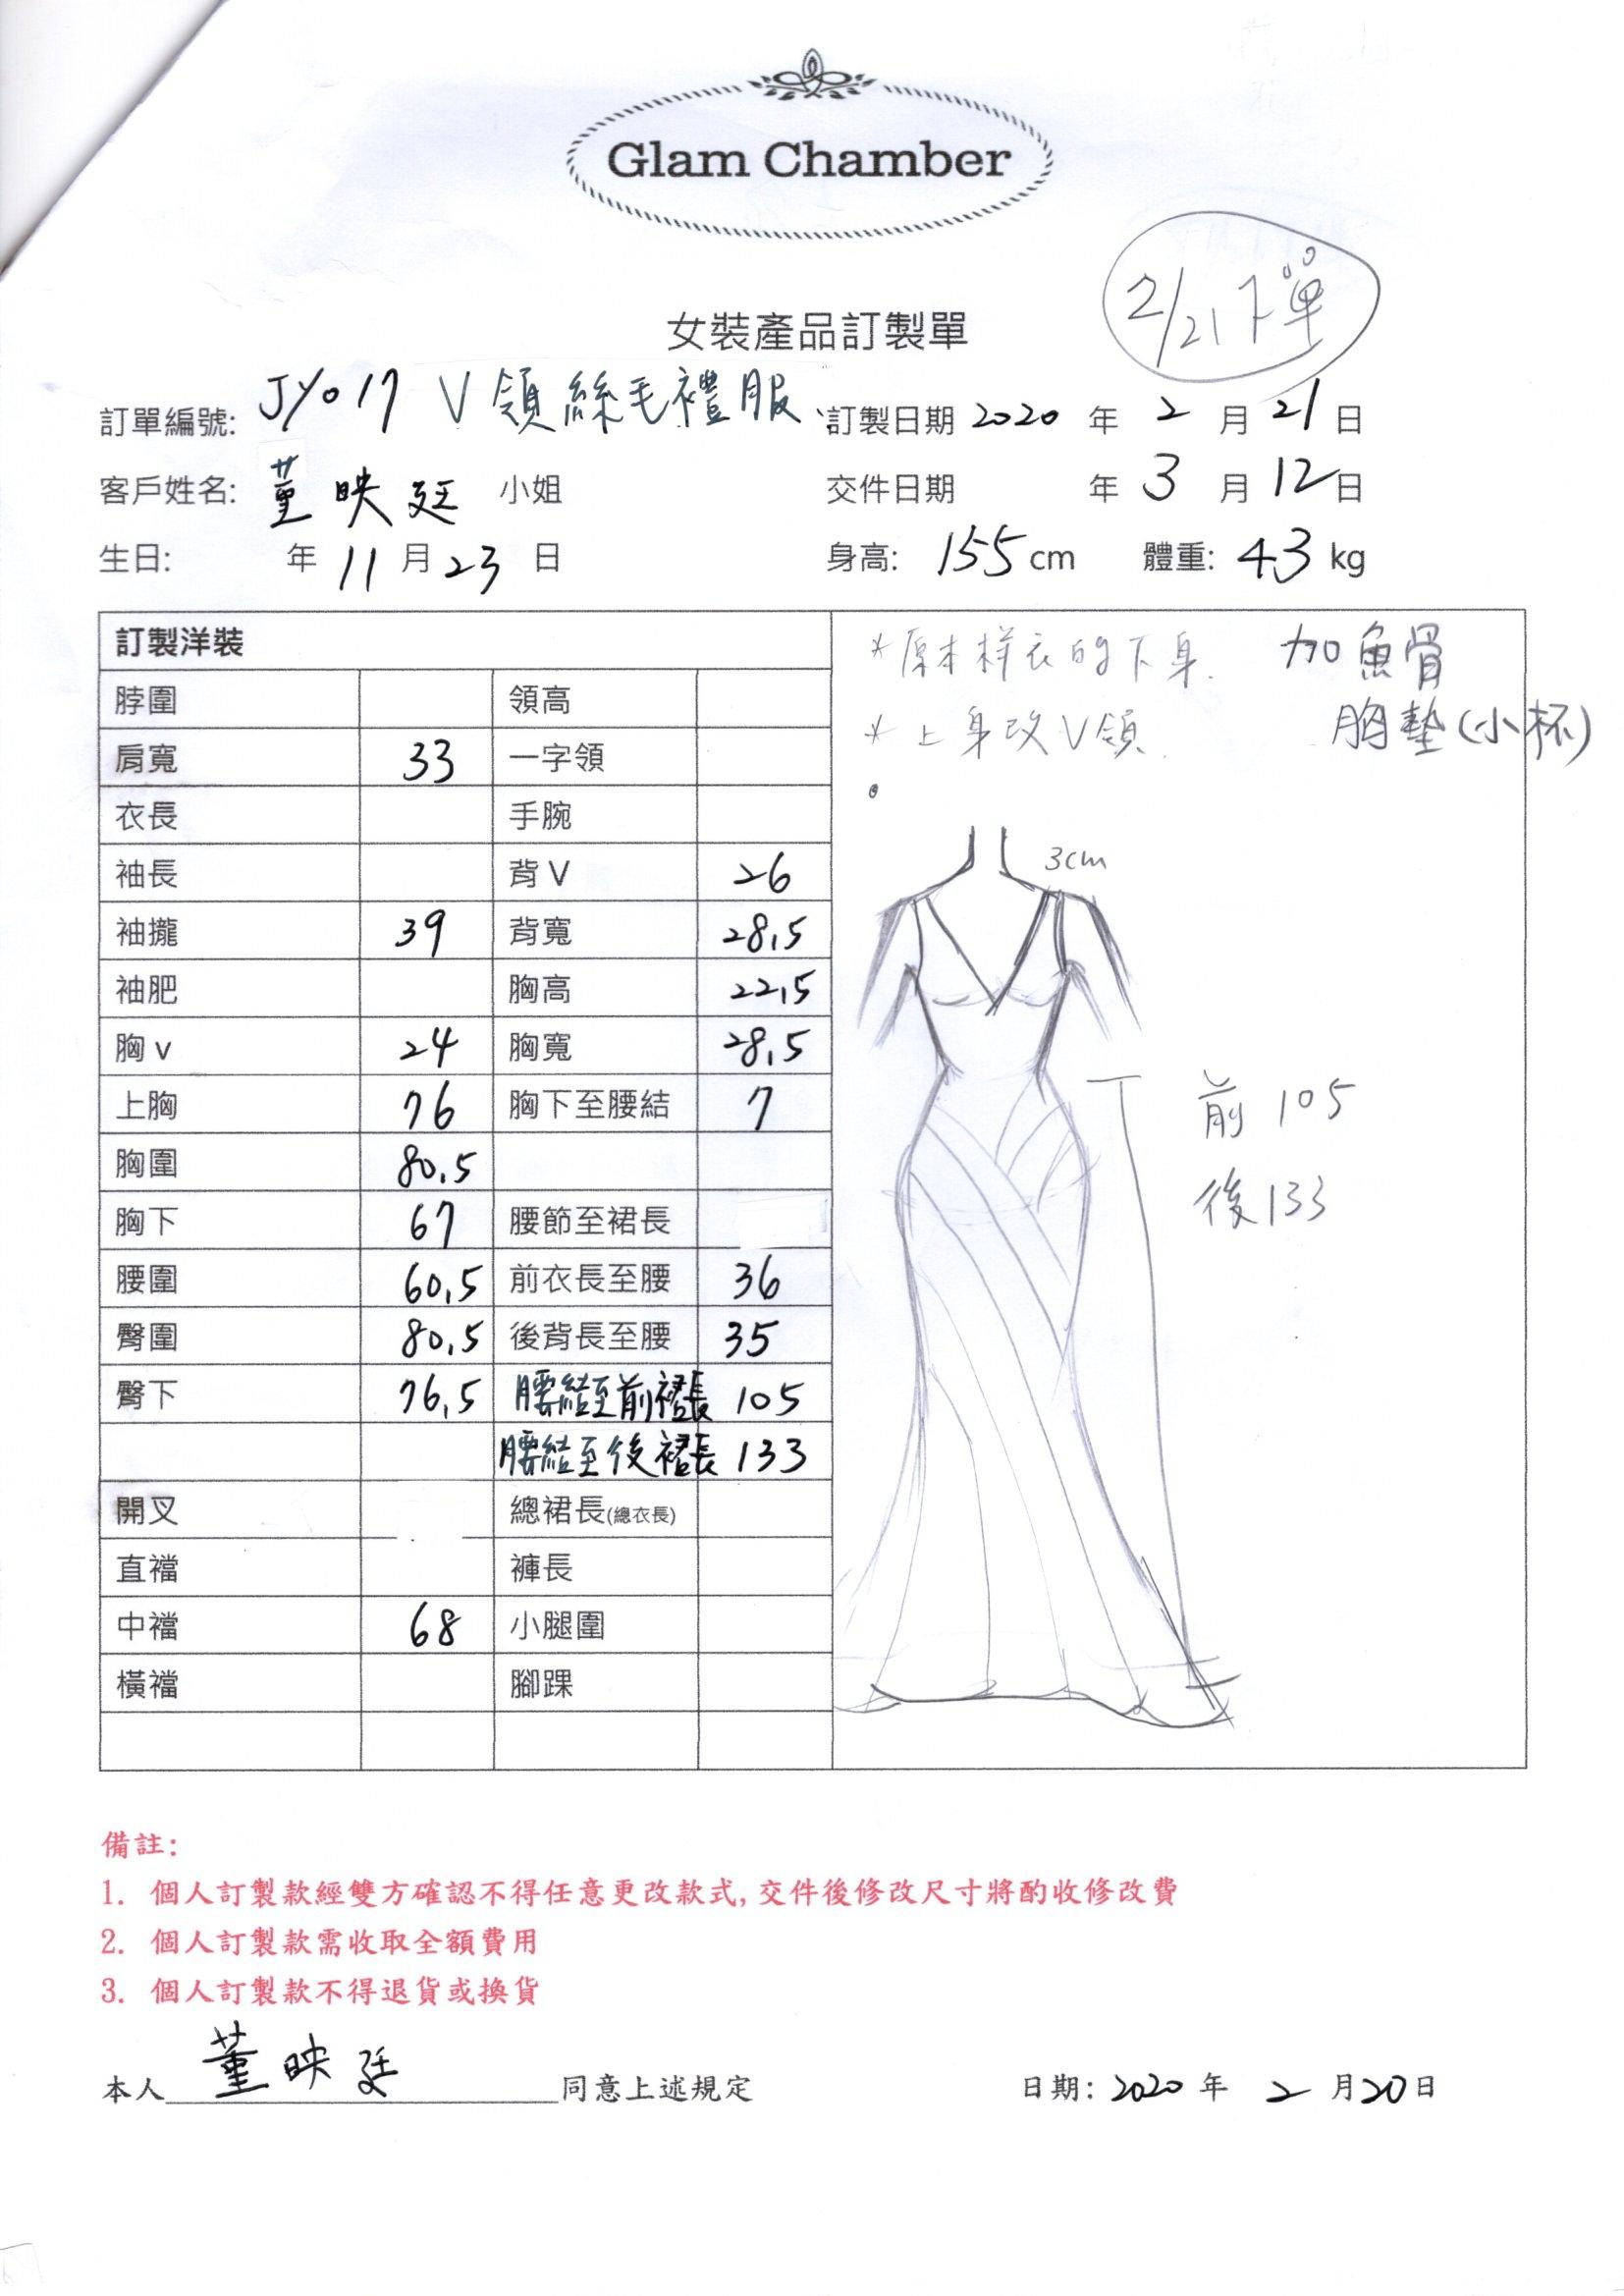 Glam Chamber
2/21 下單
女裝產品訂製單
訂單編號: JY017 V領絲毛禮服 訂製日期 2020 年 2 月 21 日
客戶姓名: 董映廷 小姐 交件日期 年 3 月 12 日
生日: 年 11 月 23 日 身高: 155 cm 體重: 43 kg
訂製洋裝
脖圍 領高
肩寬 33 一字領
衣長 手腕
袖長 背V 26
袖攏 39 背寬 28.5
袖肥 胸高 22.5
胸v 24 胸寬 28.5
上胸 76 胸下至腰結 7
胸圍 80.5
胸下 67 腰節至裙長
腰圍 60.5 前衣長至腰 36
臀圍 80.5 後背長至腰 35
臀下 76.5 腰結至前裙長 105
腰結至後裙長 133
開叉 總裙長(總衣長)
直襠 褲長
中襠 68 小腿圍
橫襠 腳踝
*原本样衣的下身. 加魚骨
*上身改V領. 胸墊(小杯)
3cm
前 105
後 133
備註:
1. 個人訂製款經雙方確認不得任意更改款式,交件後修改尺寸將酌收修改費
2. 個人訂製款需收取全額費用
3. 個人訂製款不得退貨或換貨
本人 董映廷 同意上述規定 日期: 2020 年 2 月 20 日